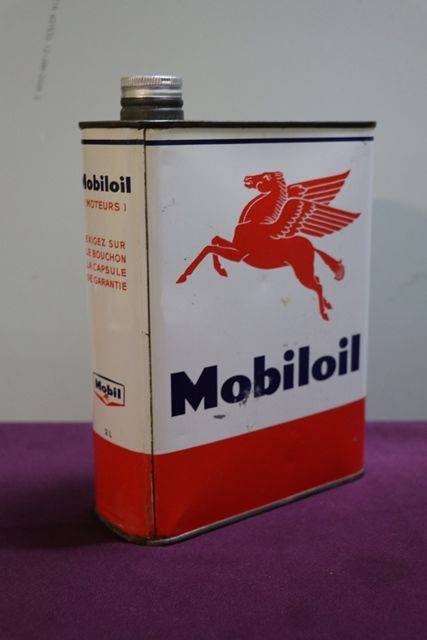 Mobiloil
( MOTEURS )
EXIGEZ SUR
LE BOUCHON
LA CAPSULE
DE GARANTIE
Mobil
2L
Mobiloil